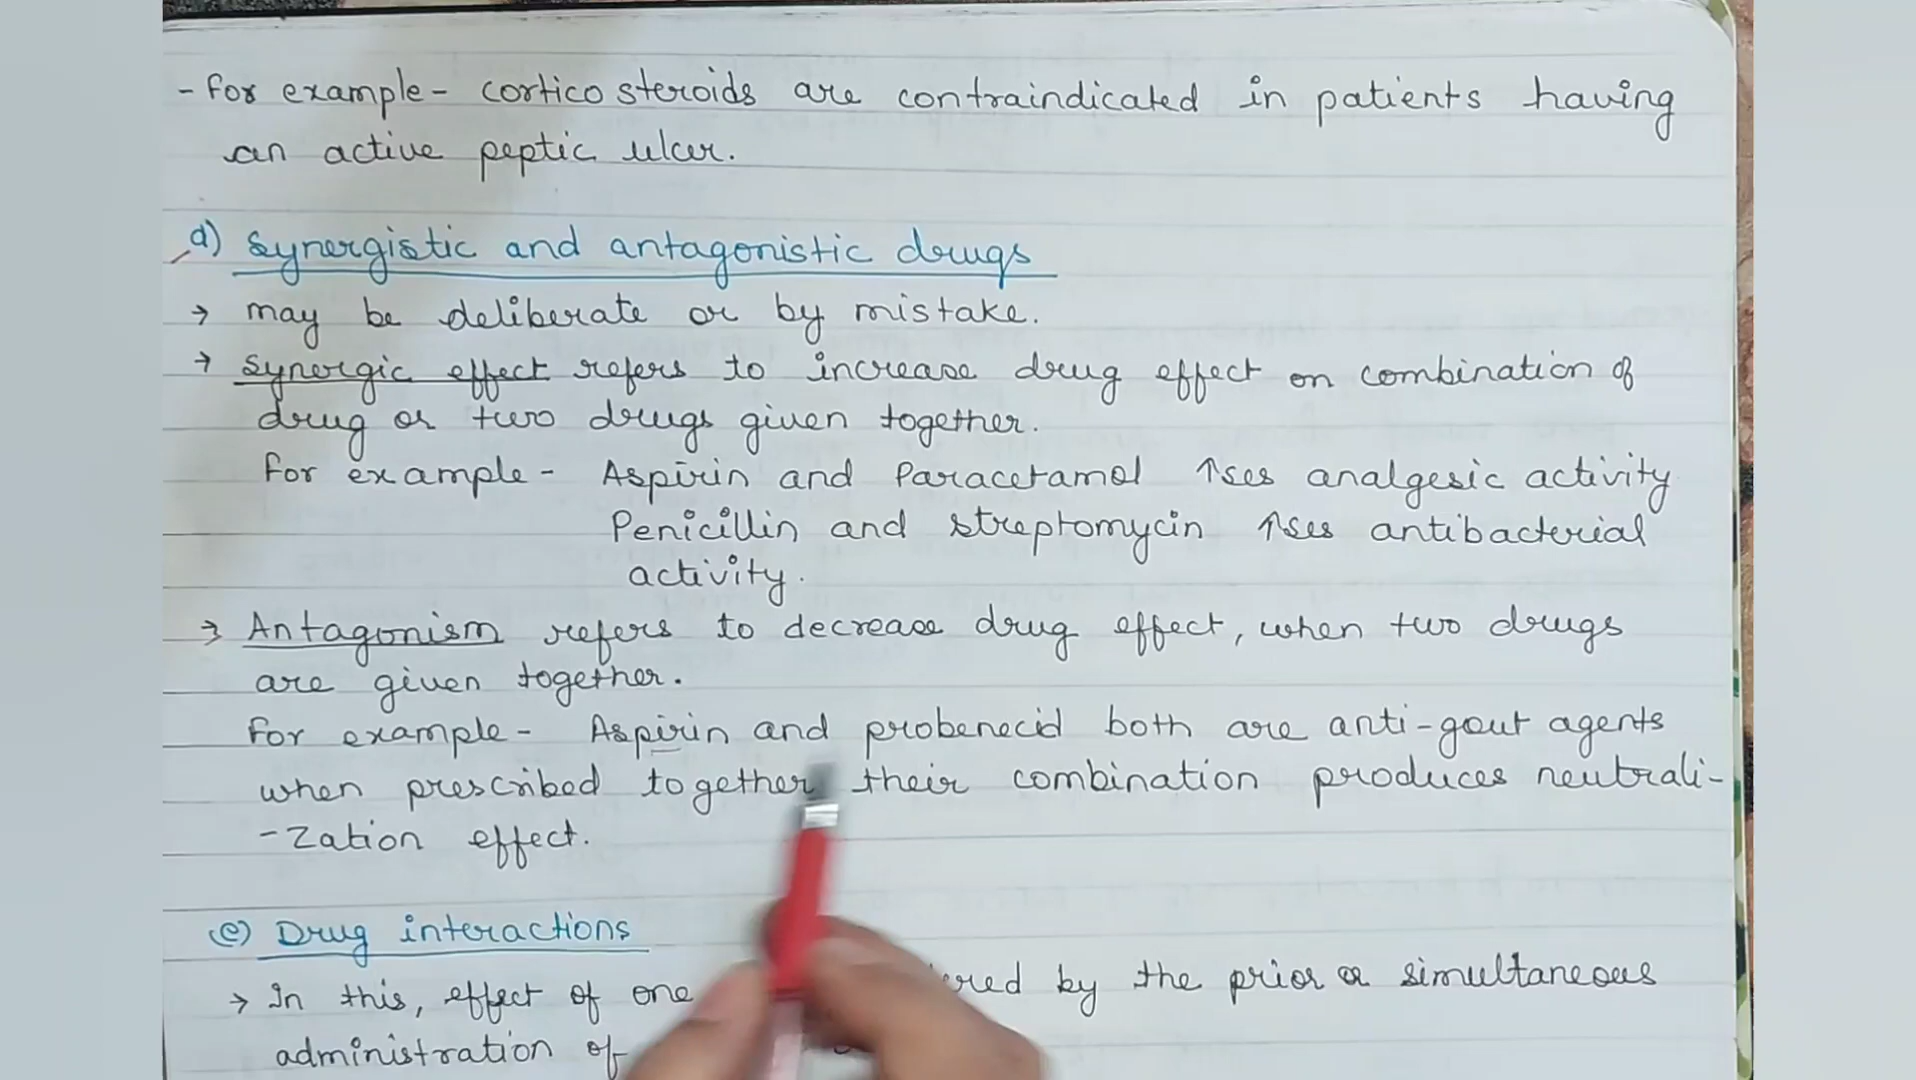 - For example - corticosteroids are contraindicated in patients having
an active peptic ulcer.
d) Synergistic and antagonistic drugs
→ may be deliberate or by mistake.
→ Synergic effect refers to increase drug effect on combination of
drug or two drugs given together.
For example - Aspirin and Paracetamol ↑ses analgesic activity
Penicillin and streptomycin ↑ses antibacterial
activity.
→ Antagonism refers to decrease drug effect, when two drugs
are given together.
For example - Aspirin and probenecid both are anti-gout agents
when prescribed together their combination produces neutrali-
-zation effect.
(e) Drug interactions
→ In this, effect of one by the prior or simultaneous
administration of